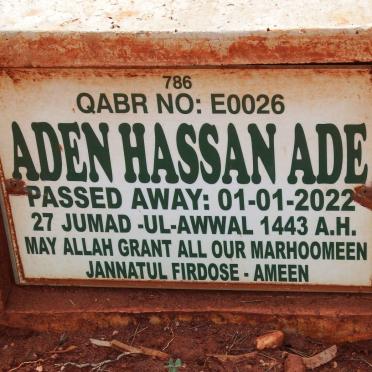 786
QABR NO: E0026
ADEN HASSAN ADE
PASSED AWAY: 01-01-2022
27 JUMAD -UL-AWWAL 1443 A.H.
MAY ALLAH GRANT ALL OUR MARHOOMEEN
JANNATUL FIRDOSE - AMEEN